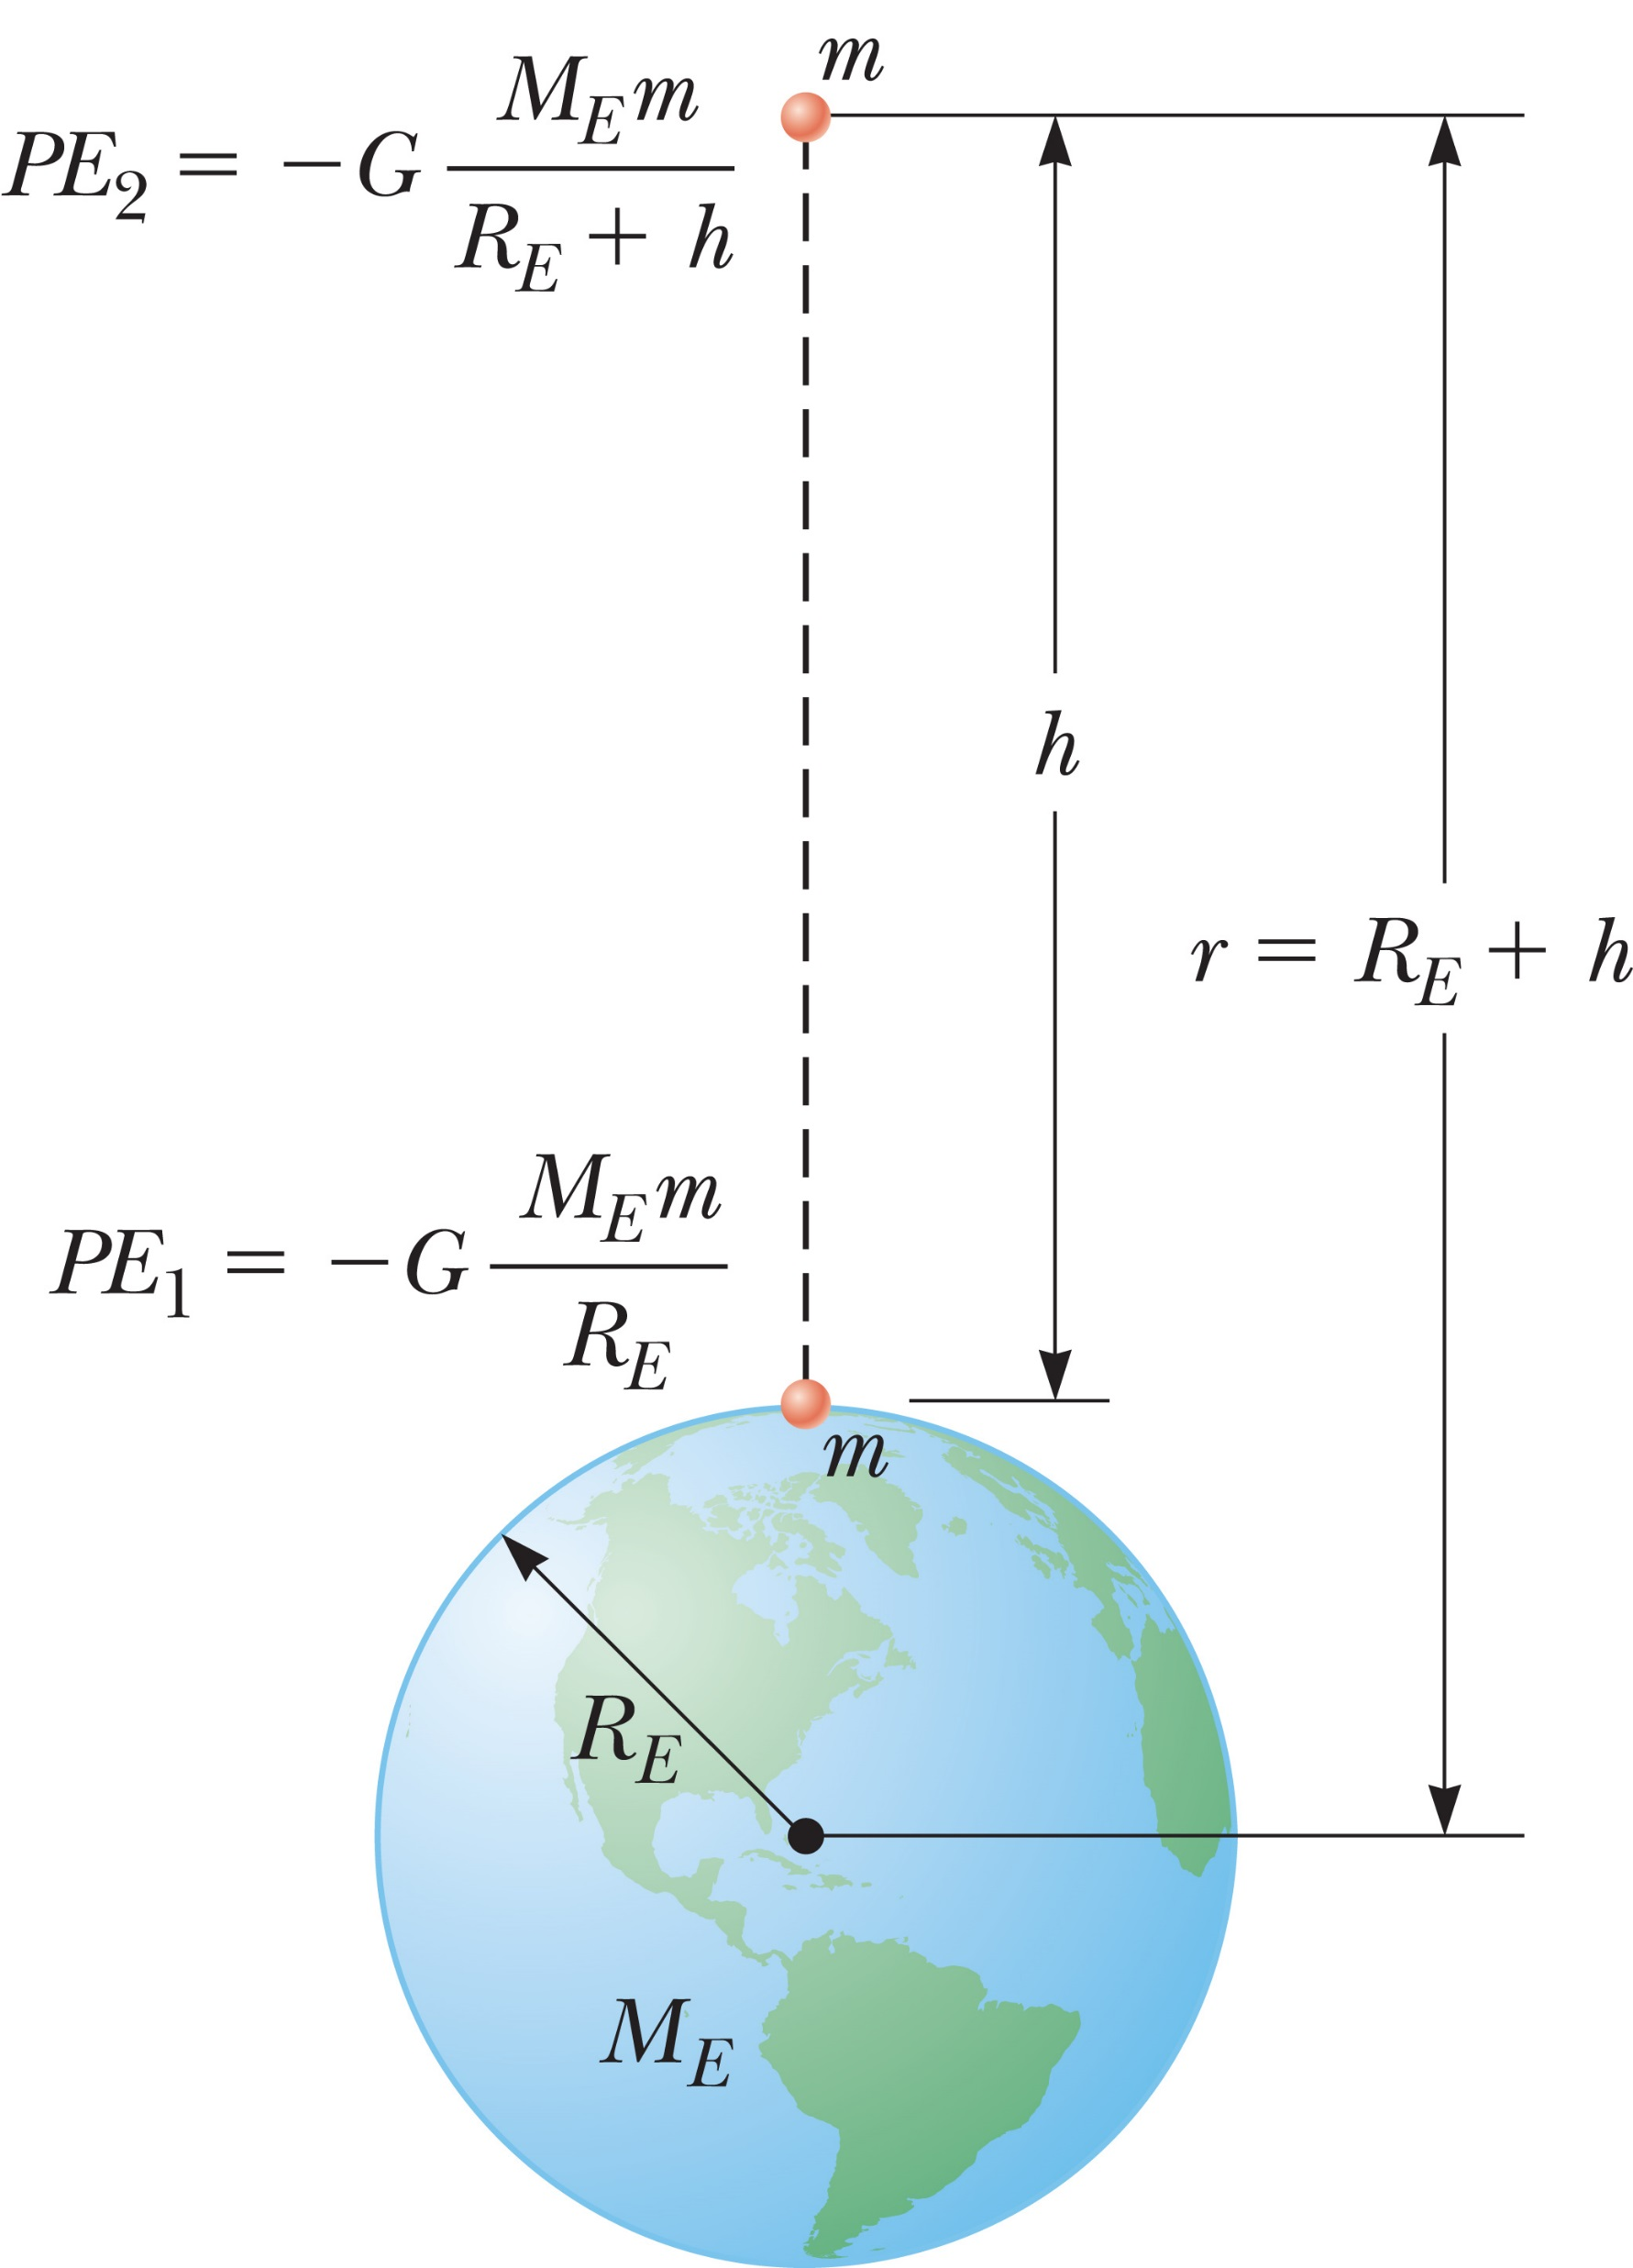 m
PE₂ = −G M_E m / (R_E + h)
h
r = R_E + h
PE₁ = −G M_E m / R_E
m
R_E
M_E